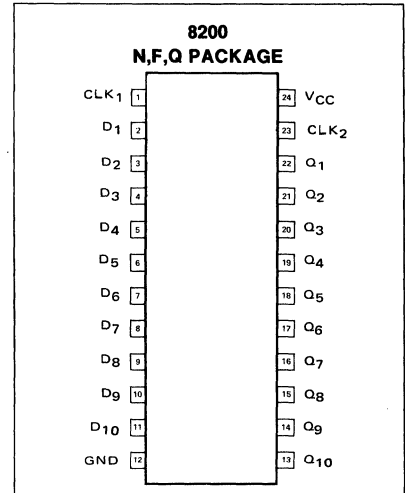 8200
N,F,Q PACKAGE
CLK1 1 24 VCC
D1 2 23 CLK2
D2 3 22 Q1
D3 4 21 Q2
D4 5 20 Q3
D5 6 19 Q4
D6 7 18 Q5
D7 8 17 Q6
D8 9 16 Q7
D9 10 15 Q8
D10 11 14 Q9
GND 12 13 Q10